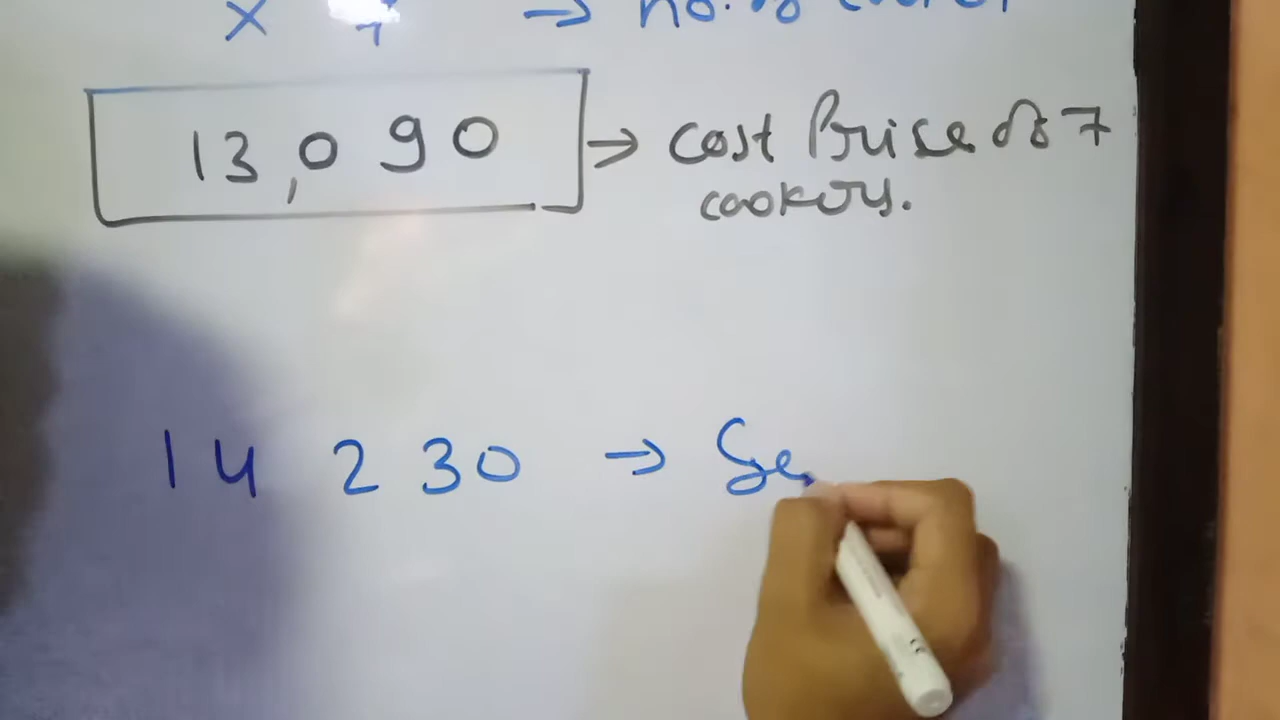 × 7 → no. of
13,090 → Cost Price of 7
cookers.
14 230 → Se